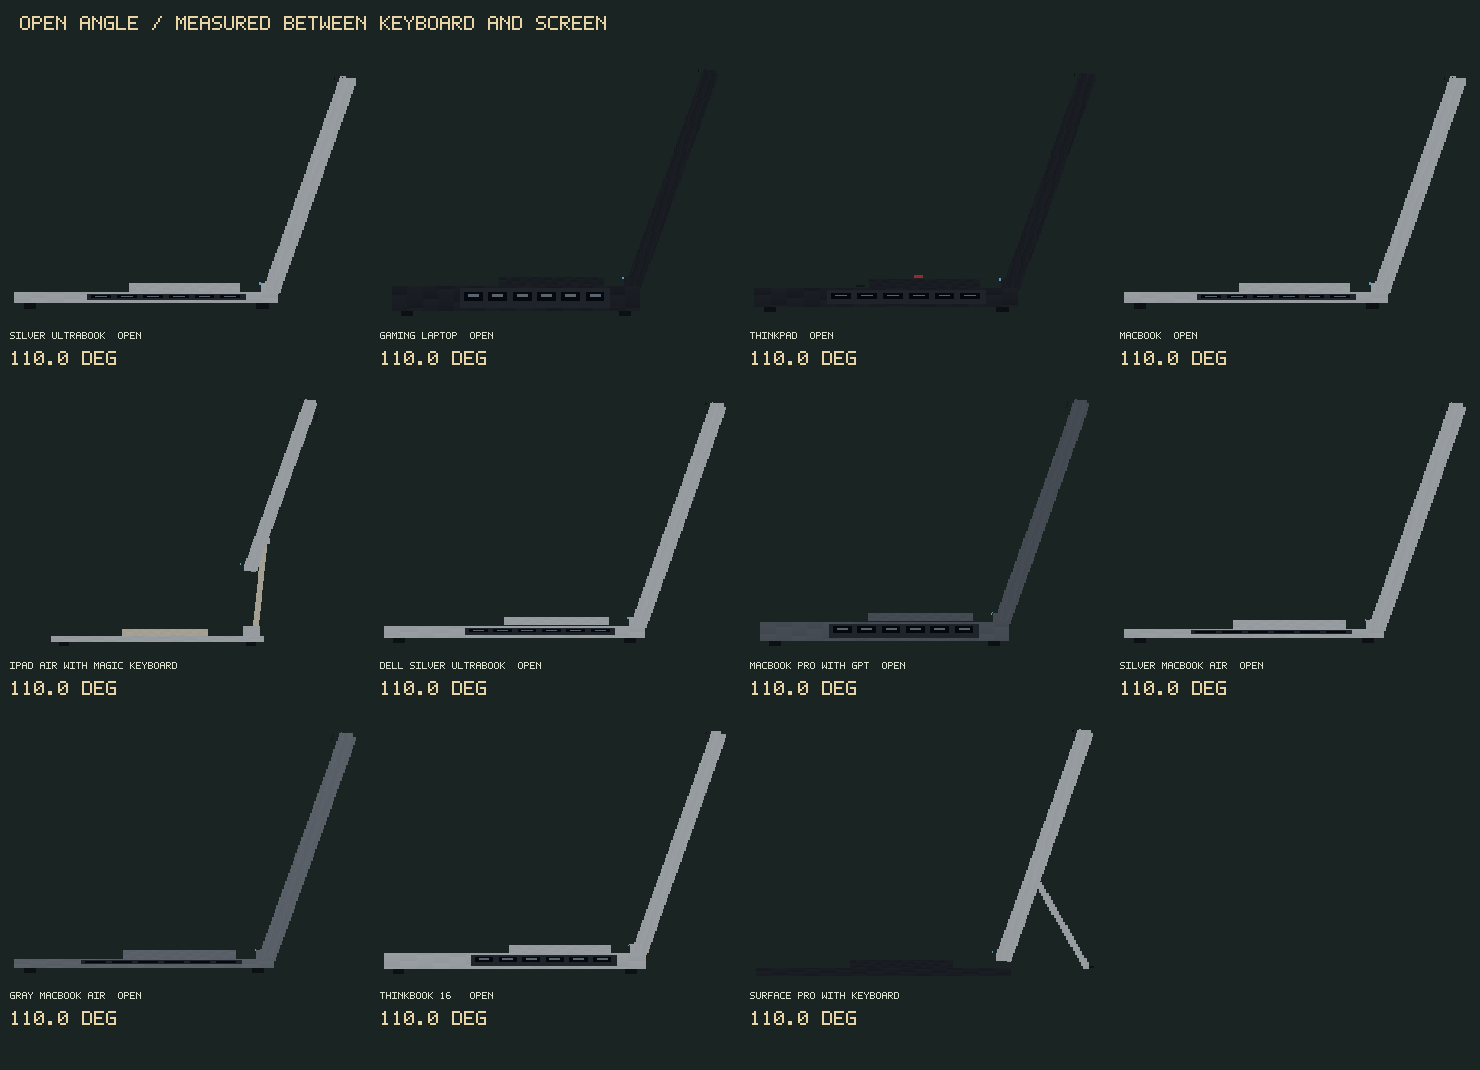 OPEN ANGLE / MEASURED BETWEEN KEYBOARD AND SCREEN
SILVER ULTRABOOK  OPEN
110.0 DEG
GAMING LAPTOP  OPEN
110.0 DEG
THINKPAD  OPEN
110.0 DEG
MACBOOK  OPEN
110.0 DEG
IPAD AIR WITH MAGIC KEYBOARD
110.0 DEG
DELL SILVER ULTRABOOK  OPEN
110.0 DEG
MACBOOK PRO WITH GPT  OPEN
110.0 DEG
SILVER MACBOOK AIR  OPEN
110.0 DEG
GRAY MACBOOK AIR  OPEN
110.0 DEG
THINKBOOK 16   OPEN
110.0 DEG
SURFACE PRO WITH KEYBOARD
110.0 DEG